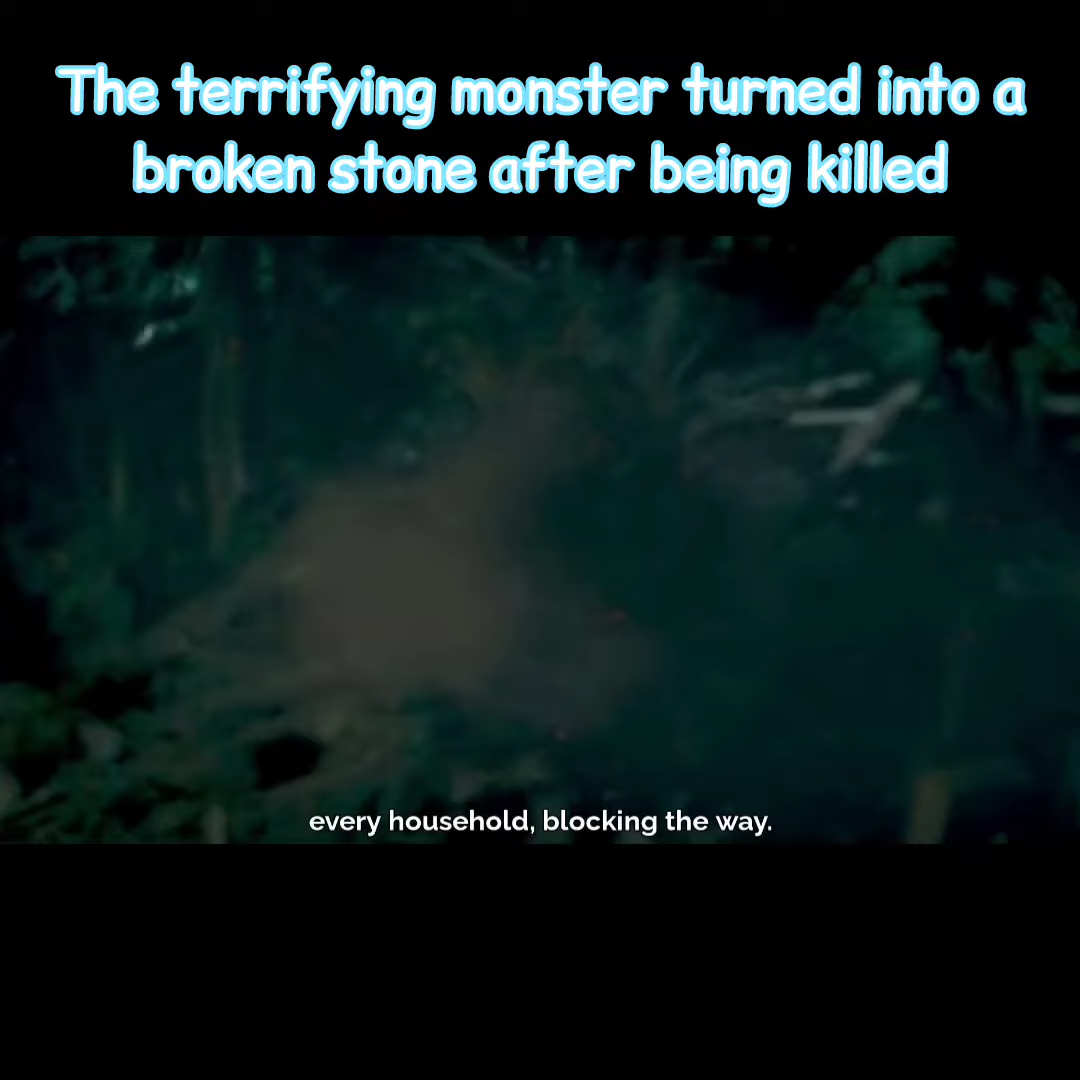 The terrifying monster turned into a
broken stone after being killed
every household, blocking the way.